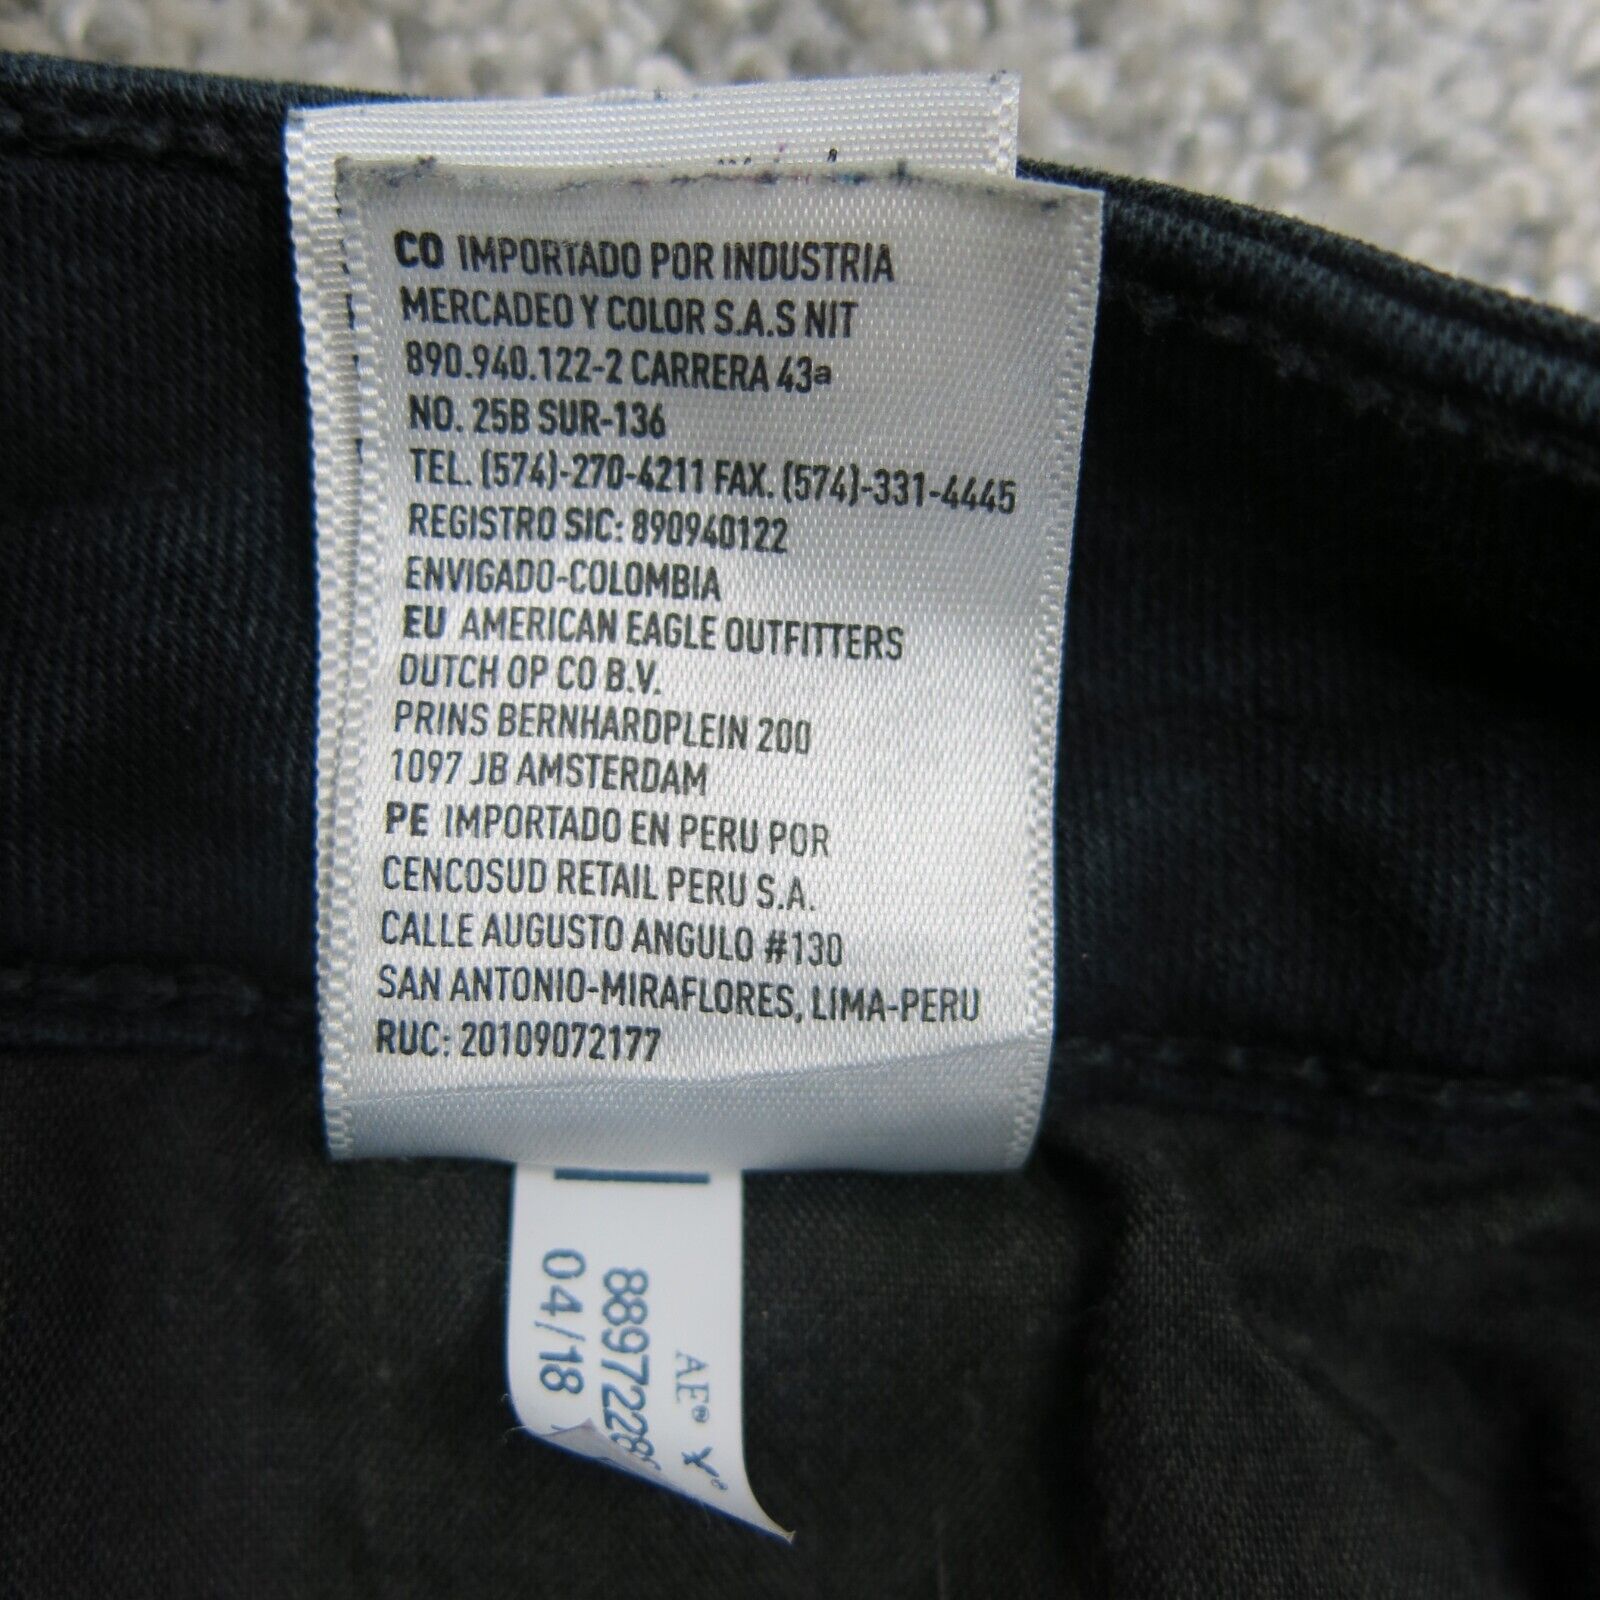 CO IMPORTADO POR INDUSTRIA
MERCADEO Y COLOR S.A.S NIT
890.940.122-2 CARRERA 43a
NO. 25B SUR-136
TEL. (574)-270-4211 FAX. (574)-331-4445
REGISTRO SIC: 890940122
ENVIGADO-COLOMBIA
EU AMERICAN EAGLE OUTFITTERS
DUTCH OP CO B.V.
PRINS BERNHARDPLEIN 200
1097 JB AMSTERDAM
PE IMPORTADO EN PERU POR
CENCOSUD RETAIL PERU S.A.
CALLE AUGUSTO ANGULO #130
SAN ANTONIO-MIRAFLORES, LIMA-PERU
RUC: 20109072177
AE®
04/18